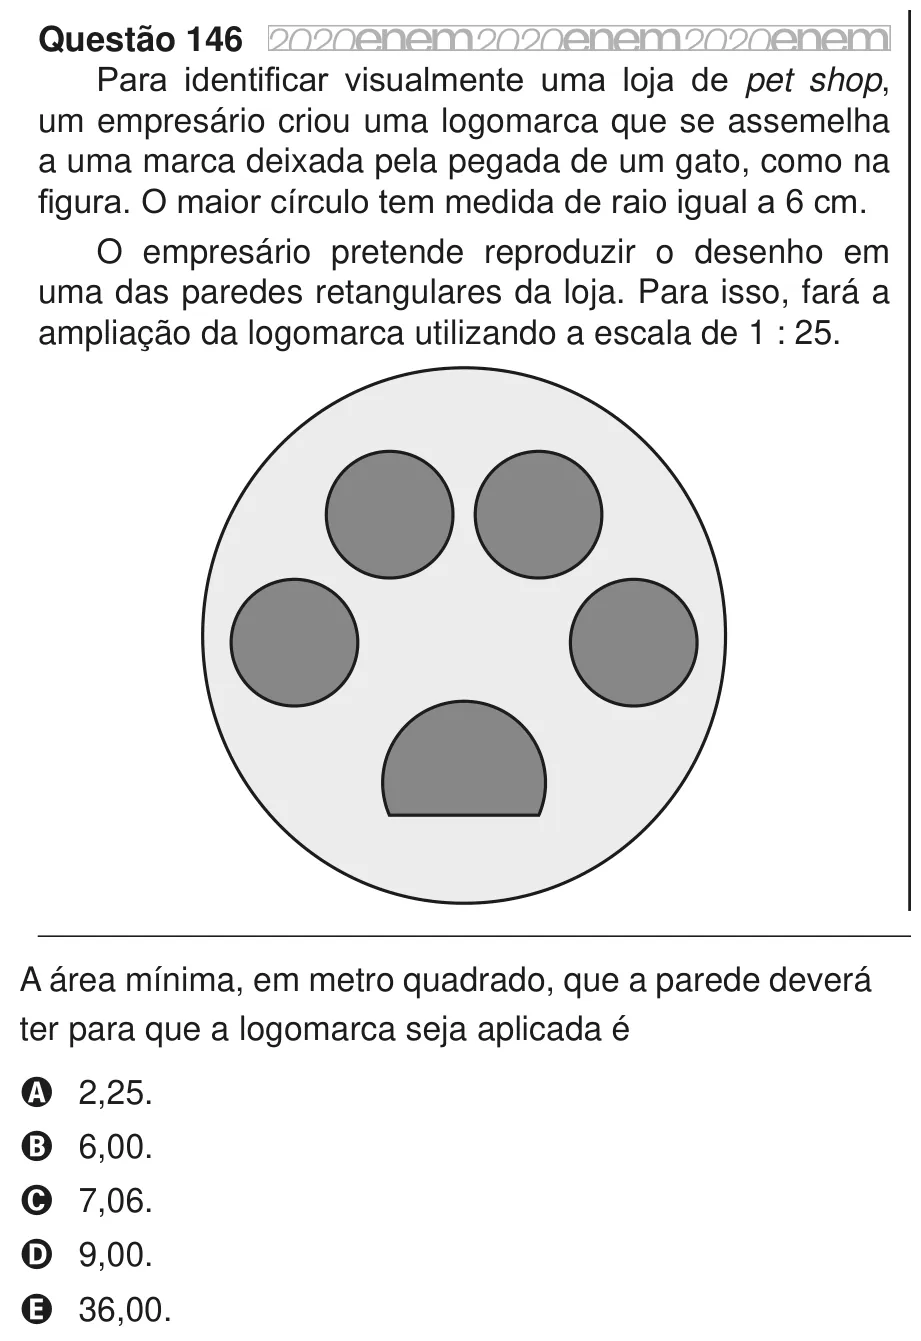 Questão 146 2020enem2020enem2020enem
Para identificar visualmente uma loja de pet shop,
um empresário criou uma logomarca que se assemelha
a uma marca deixada pela pegada de um gato, como na
figura. O maior círculo tem medida de raio igual a 6 cm.
O empresário pretende reproduzir o desenho em
uma das paredes retangulares da loja. Para isso, fará a
ampliação da logomarca utilizando a escala de 1 : 25.
A área mínima, em metro quadrado, que a parede deverá
ter para que a logomarca seja aplicada é
A 2,25.
B 6,00.
C 7,06.
D 9,00.
E 36,00.